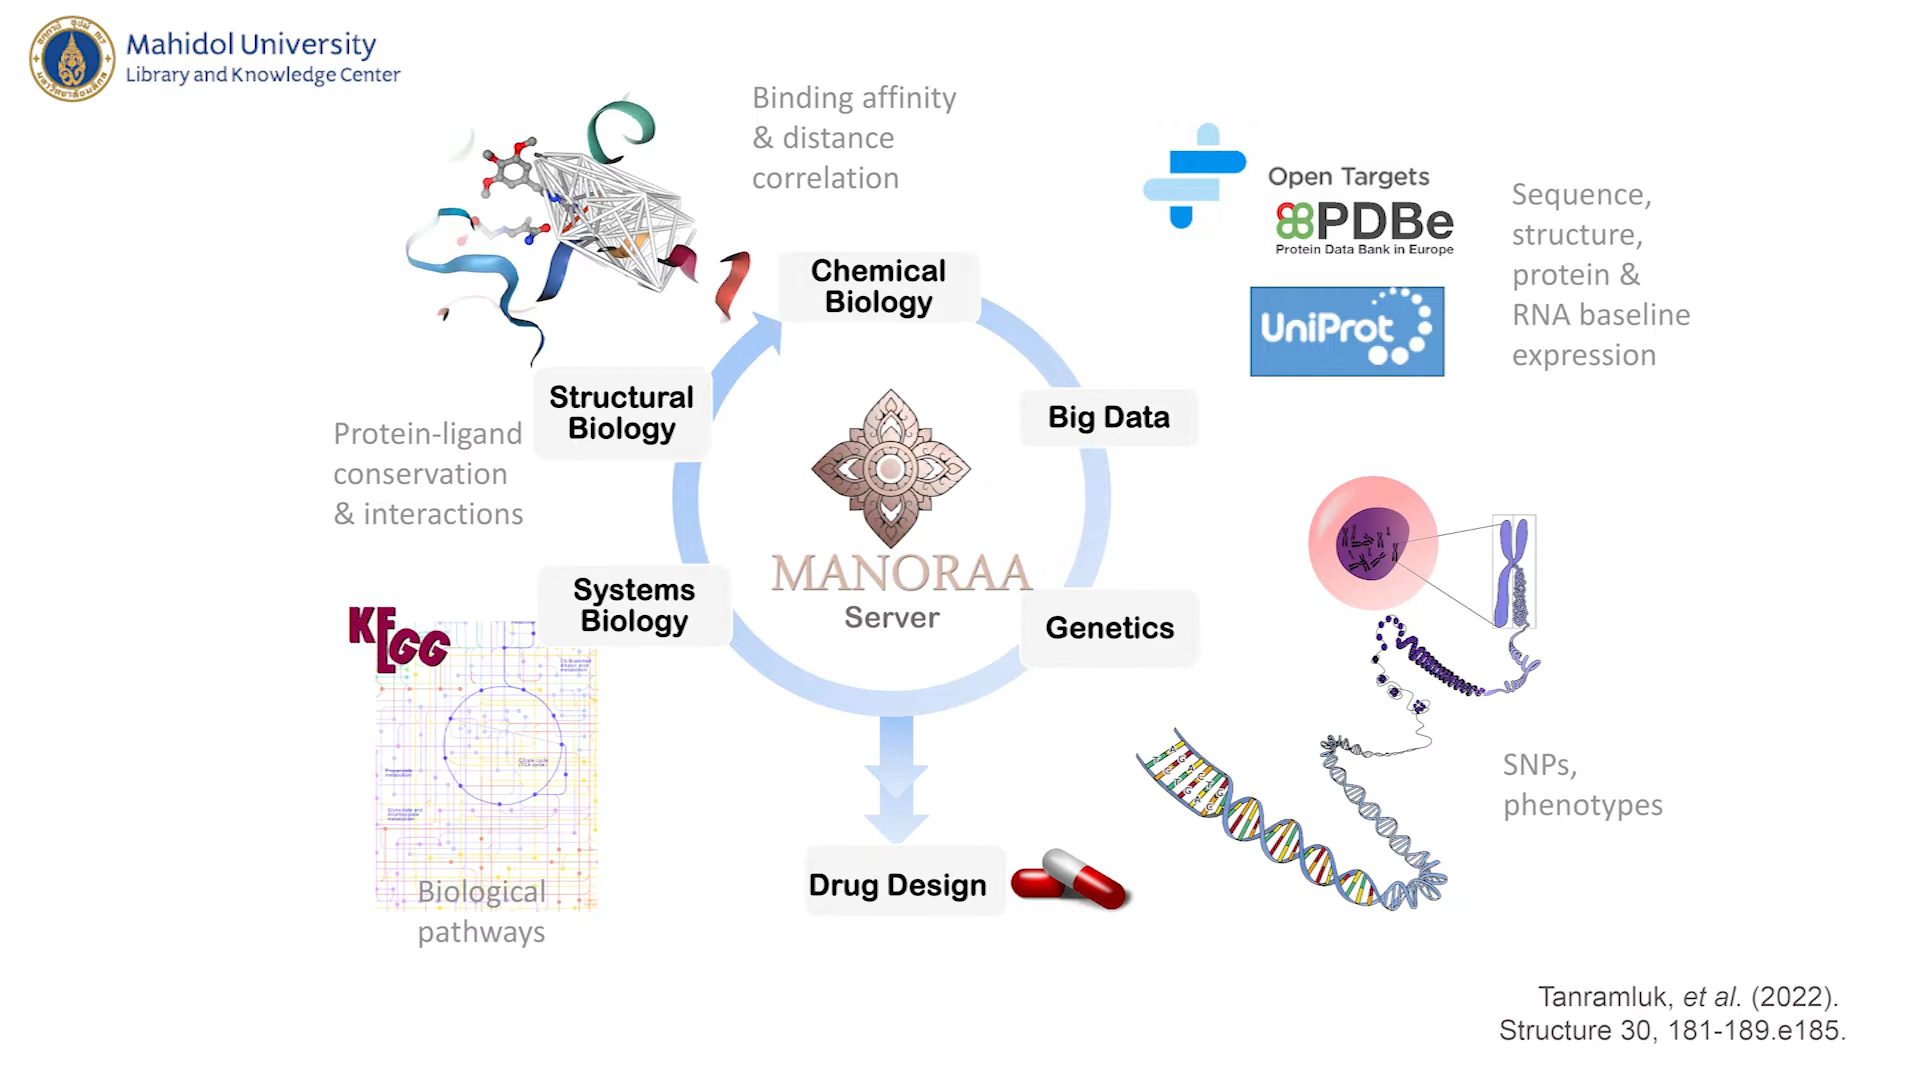 Mahidol University
Library and Knowledge Center
Binding affinity
& distance
correlation
Open Targets
PDBe
Protein Data Bank in Europe
UniProt
Sequence,
structure,
protein &
RNA baseline
expression
Chemical
Biology
Structural
Biology
Big Data
Protein-ligand
conservation
& interactions
MANORAA
Server
Systems
Biology
Genetics
KEGG
SNPs,
phenotypes
Biological
pathways
Drug Design
Tanramluk, et al. (2022).
Structure 30, 181-189.e185.